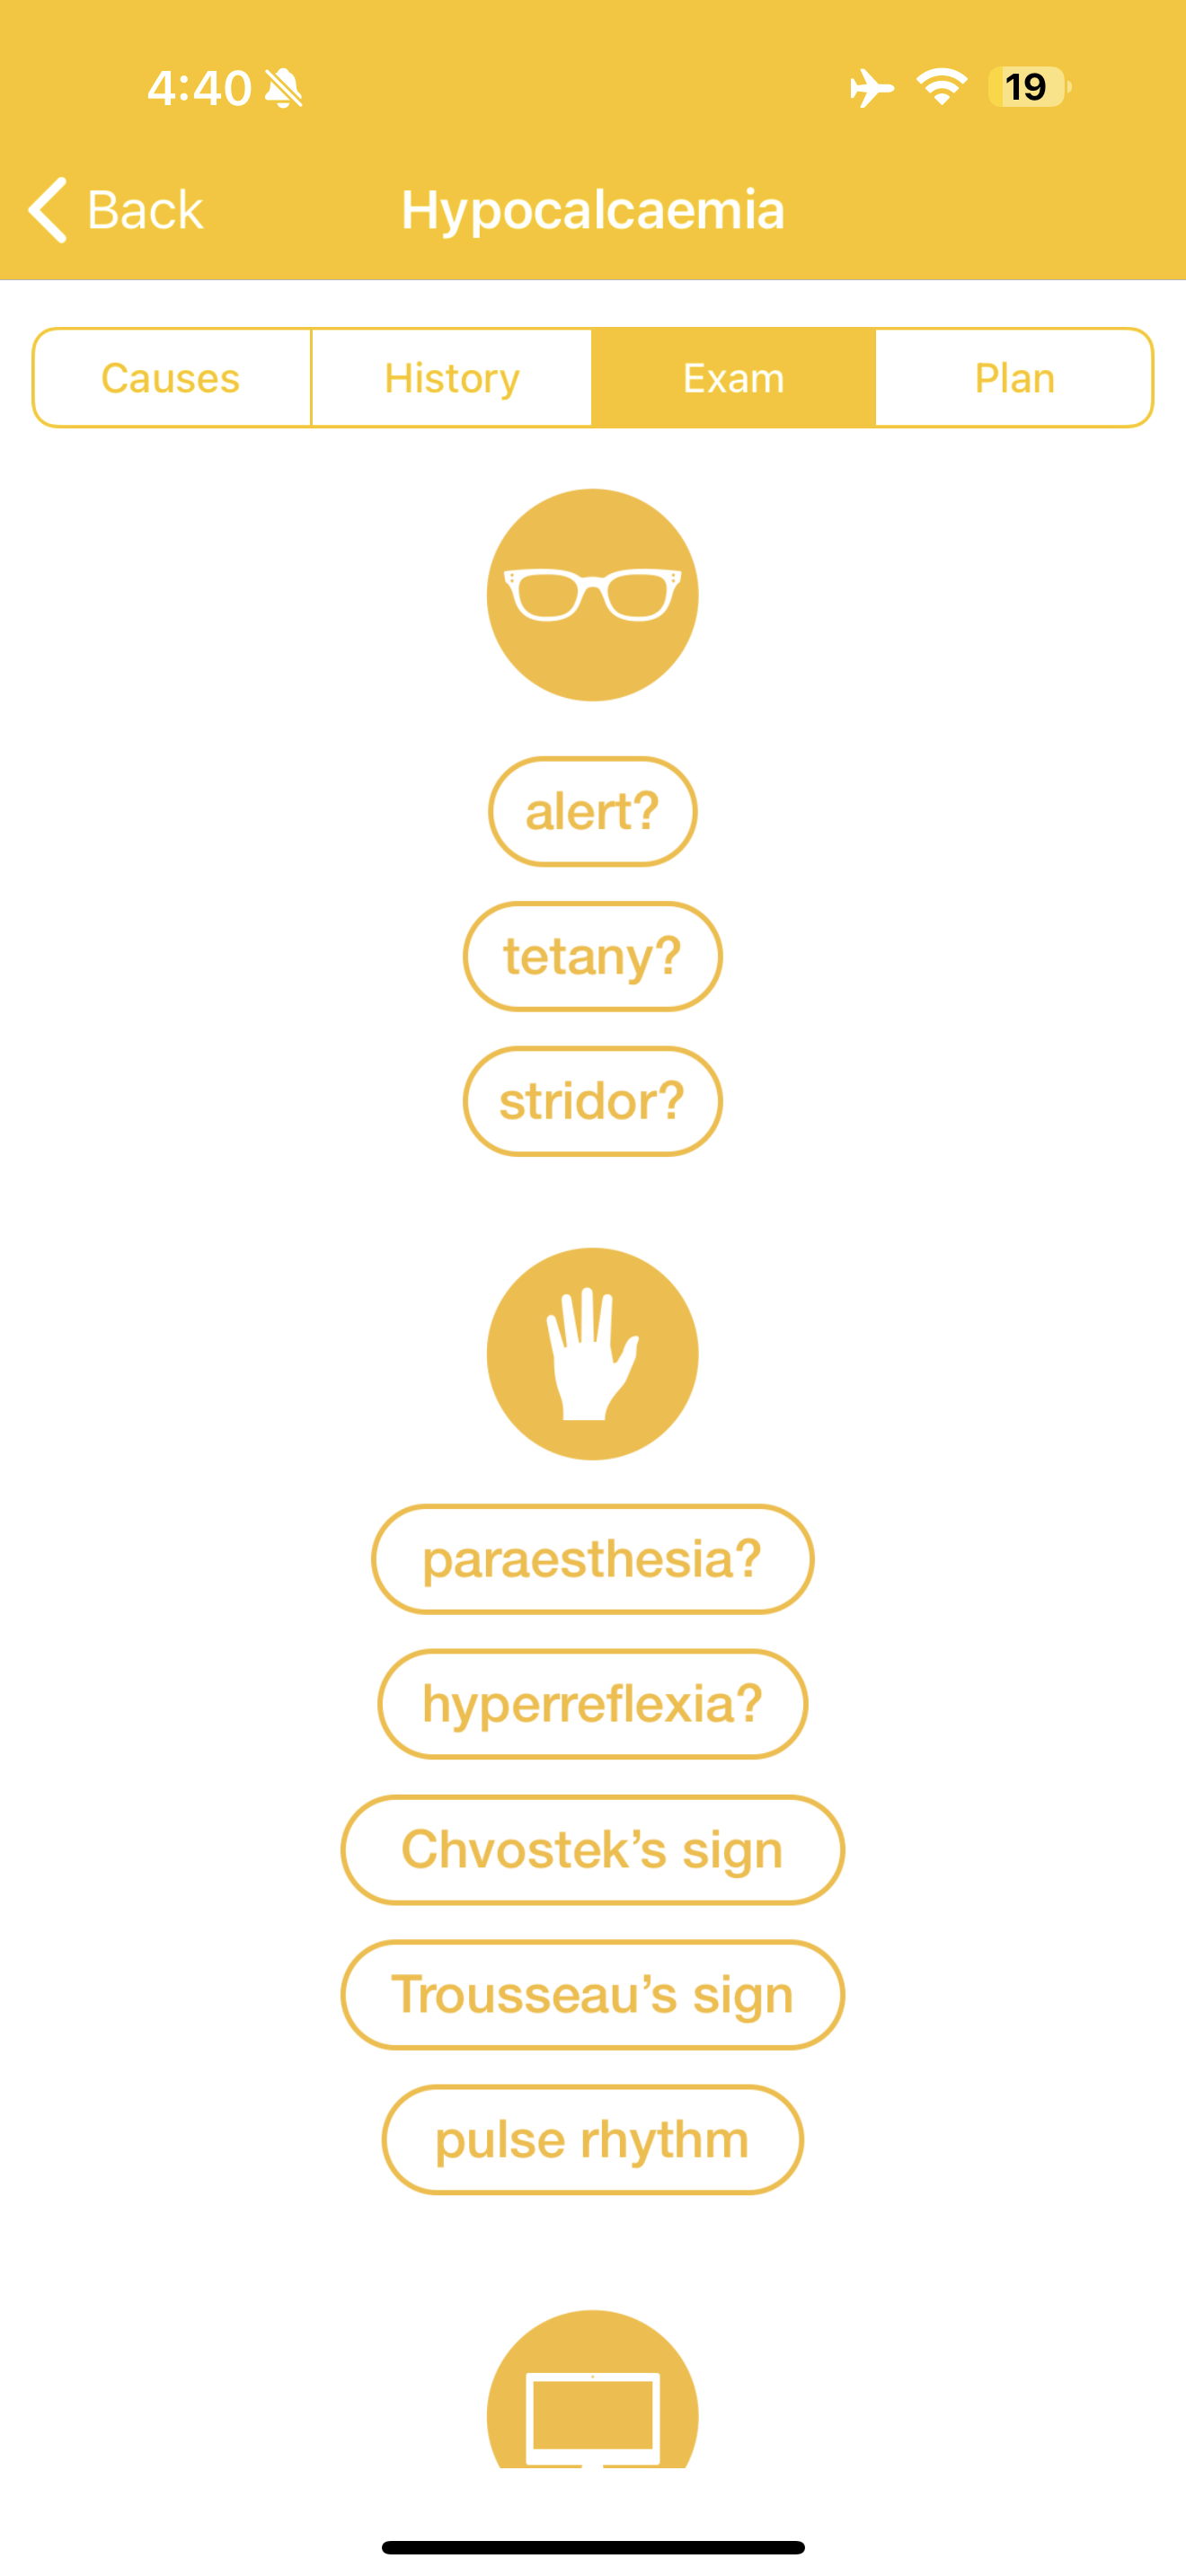 4:40
19
Back
Hypocalcaemia
Causes
History
Exam
Plan
alert?
tetany?
stridor?
paraesthesia?
hyperreflexia?
Chvostek’s sign
Trousseau’s sign
pulse rhythm